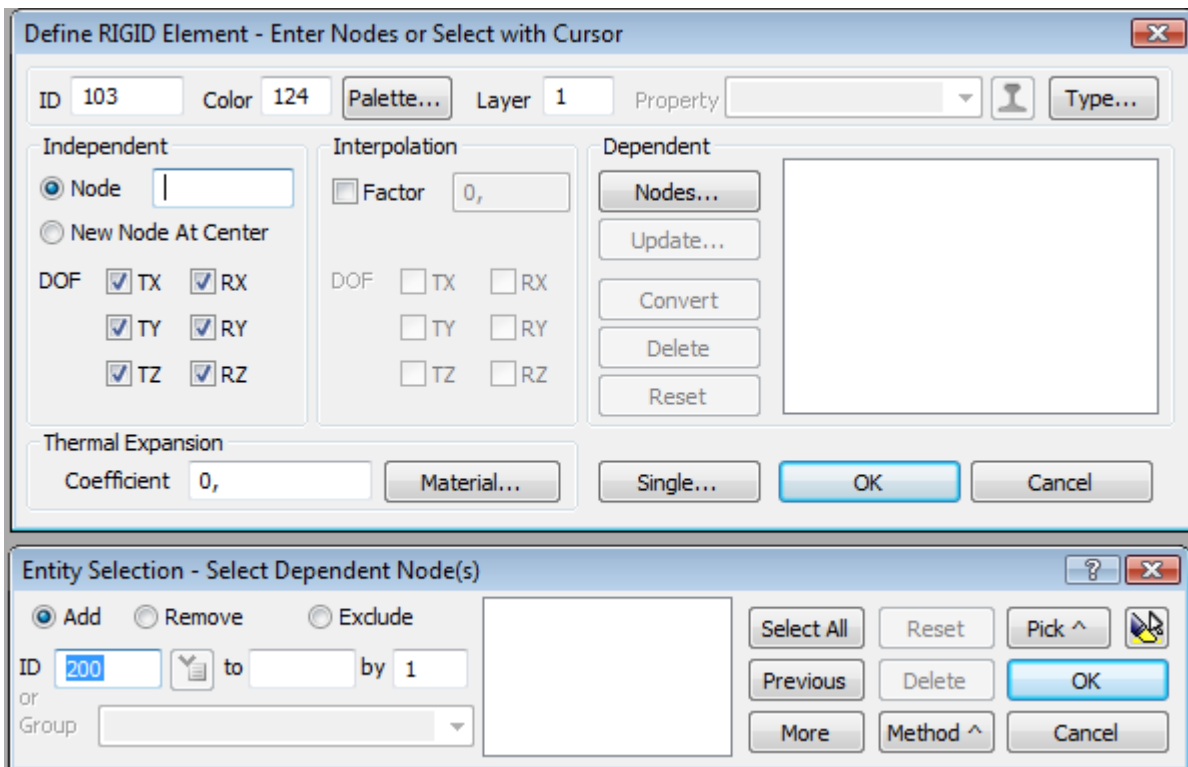 Define RIGID Element - Enter Nodes or Select with Cursor
ID 103 Color 124 Palette... Layer 1 Property Type...
Independent
Node
New Node At Center
DOF TX RX
TY RY
TZ RZ
Interpolation
Factor 0,
DOF TX RX
TY RY
TZ RZ
Dependent
Nodes...
Update...
Convert
Delete
Reset
Thermal Expansion
Coefficient 0, Material...
Single... OK Cancel
Entity Selection - Select Dependent Node(s)
Add Remove Exclude
ID 200 to by 1
or
Group
Select All Reset Pick ^
Previous Delete OK
More Method ^ Cancel